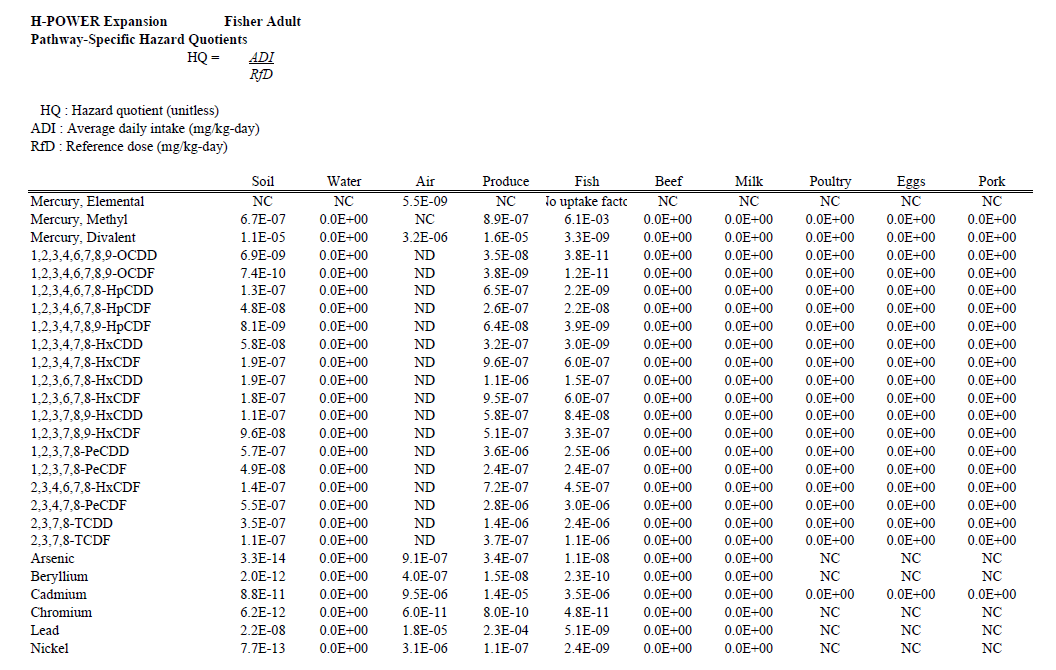 H-POWER Expansion Fisher Adult
Pathway-Specific Hazard Quotients
HQ = ADI
RfD
HQ : Hazard quotient (unitless)
ADI : Average daily intake (mg/kg-day)
RfD : Reference dose (mg/kg-day)
Soil Water Air Produce Fish Beef Milk Poultry Eggs Pork
Mercury, Elemental NC NC 5.5E-09 NC No uptake factc NC NC NC NC NC
Mercury, Methyl 6.7E-07 0.0E+00 NC 8.9E-07 6.1E-03 0.0E+00 0.0E+00 0.0E+00 0.0E+00 0.0E+00
Mercury, Divalent 1.1E-05 0.0E+00 3.2E-06 1.6E-05 3.3E-09 0.0E+00 0.0E+00 0.0E+00 0.0E+00 0.0E+00
1,2,3,4,6,7,8,9-OCDD 6.9E-09 0.0E+00 ND 3.5E-08 3.8E-11 0.0E+00 0.0E+00 0.0E+00 0.0E+00 0.0E+00
1,2,3,4,6,7,8,9-OCDF 7.4E-10 0.0E+00 ND 3.8E-09 1.2E-11 0.0E+00 0.0E+00 0.0E+00 0.0E+00 0.0E+00
1,2,3,4,6,7,8-HpCDD 1.3E-07 0.0E+00 ND 6.5E-07 2.2E-09 0.0E+00 0.0E+00 0.0E+00 0.0E+00 0.0E+00
1,2,3,4,6,7,8-HpCDF 4.8E-08 0.0E+00 ND 2.6E-07 2.2E-08 0.0E+00 0.0E+00 0.0E+00 0.0E+00 0.0E+00
1,2,3,4,7,8,9-HpCDF 8.1E-09 0.0E+00 ND 6.4E-08 3.9E-09 0.0E+00 0.0E+00 0.0E+00 0.0E+00 0.0E+00
1,2,3,4,7,8-HxCDD 5.8E-08 0.0E+00 ND 3.2E-07 3.0E-09 0.0E+00 0.0E+00 0.0E+00 0.0E+00 0.0E+00
1,2,3,4,7,8-HxCDF 1.9E-07 0.0E+00 ND 9.6E-07 6.0E-07 0.0E+00 0.0E+00 0.0E+00 0.0E+00 0.0E+00
1,2,3,6,7,8-HxCDD 1.9E-07 0.0E+00 ND 1.1E-06 1.5E-07 0.0E+00 0.0E+00 0.0E+00 0.0E+00 0.0E+00
1,2,3,6,7,8-HxCDF 1.8E-07 0.0E+00 ND 9.5E-07 6.0E-07 0.0E+00 0.0E+00 0.0E+00 0.0E+00 0.0E+00
1,2,3,7,8,9-HxCDD 1.1E-07 0.0E+00 ND 5.8E-07 8.4E-08 0.0E+00 0.0E+00 0.0E+00 0.0E+00 0.0E+00
1,2,3,7,8,9-HxCDF 9.6E-08 0.0E+00 ND 5.1E-07 3.3E-07 0.0E+00 0.0E+00 0.0E+00 0.0E+00 0.0E+00
1,2,3,7,8-PeCDD 5.7E-07 0.0E+00 ND 3.6E-06 2.5E-06 0.0E+00 0.0E+00 0.0E+00 0.0E+00 0.0E+00
1,2,3,7,8-PeCDF 4.9E-08 0.0E+00 ND 2.4E-07 2.4E-07 0.0E+00 0.0E+00 0.0E+00 0.0E+00 0.0E+00
2,3,4,6,7,8-HxCDF 1.4E-07 0.0E+00 ND 7.2E-07 4.5E-07 0.0E+00 0.0E+00 0.0E+00 0.0E+00 0.0E+00
2,3,4,7,8-PeCDF 5.5E-07 0.0E+00 ND 2.8E-06 3.0E-06 0.0E+00 0.0E+00 0.0E+00 0.0E+00 0.0E+00
2,3,7,8-TCDD 3.5E-07 0.0E+00 ND 1.4E-06 2.4E-06 0.0E+00 0.0E+00 0.0E+00 0.0E+00 0.0E+00
2,3,7,8-TCDF 1.1E-07 0.0E+00 ND 3.7E-07 1.1E-06 0.0E+00 0.0E+00 0.0E+00 0.0E+00 0.0E+00
Arsenic 3.3E-14 0.0E+00 9.1E-07 3.4E-07 1.1E-08 0.0E+00 0.0E+00 NC NC NC
Beryllium 2.0E-12 0.0E+00 4.0E-07 1.5E-08 2.3E-10 0.0E+00 0.0E+00 NC NC NC
Cadmium 8.8E-11 0.0E+00 9.5E-06 1.4E-05 3.5E-06 0.0E+00 0.0E+00 0.0E+00 0.0E+00 0.0E+00
Chromium 6.2E-12 0.0E+00 6.0E-11 8.0E-10 4.8E-11 0.0E+00 0.0E+00 NC NC NC
Lead 2.2E-08 0.0E+00 1.8E-05 2.3E-04 5.1E-09 0.0E+00 0.0E+00 NC NC NC
Nickel 7.7E-13 0.0E+00 3.1E-06 1.1E-07 2.4E-09 0.0E+00 0.0E+00 NC NC NC